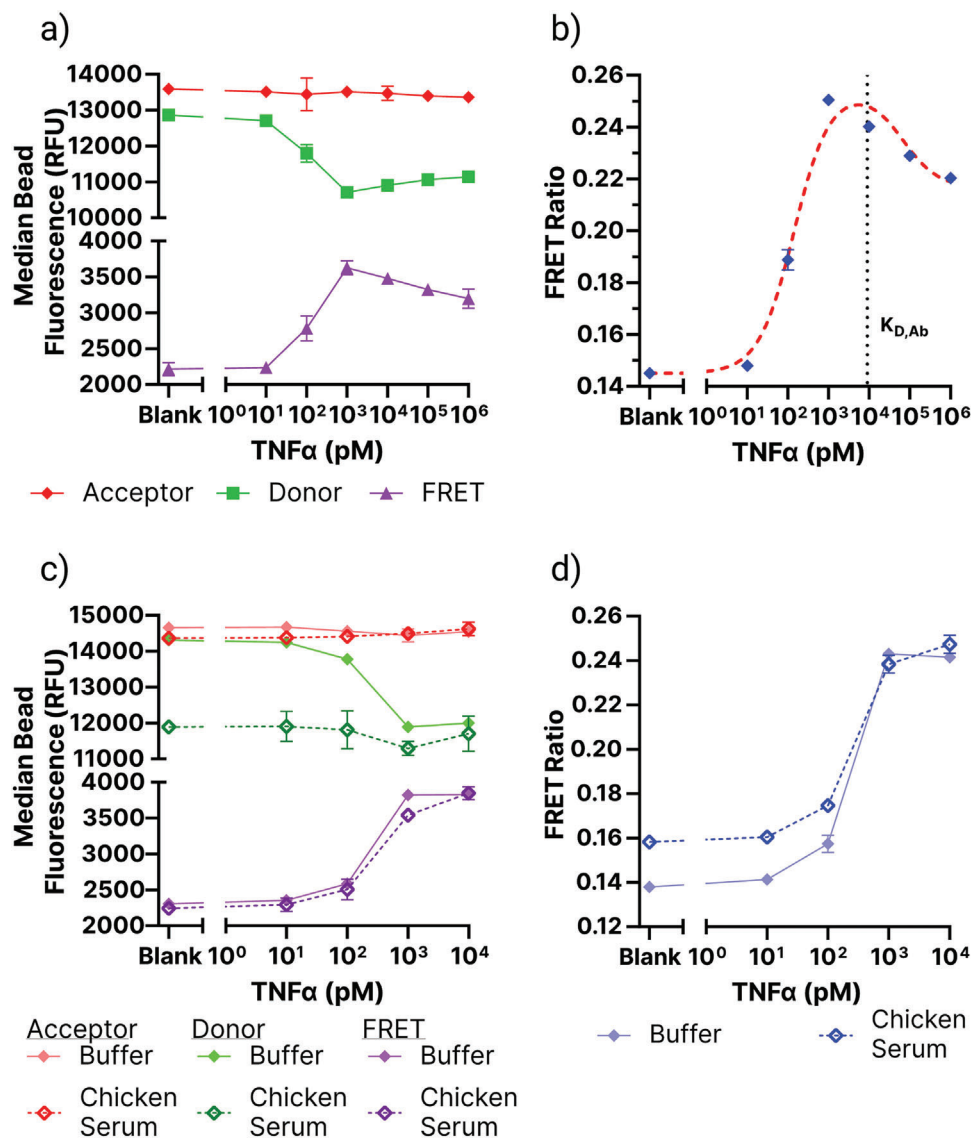 a)
Median Bead
Fluorescence (RFU)
14000
13000
12000
11000
10000
4000
3500
3000
2500
2000
Blank 10⁰ 10¹ 10² 10³ 10⁴ 10⁵ 10⁶
TNFα (pM)
Acceptor Donor FRET
b)
FRET Ratio
0.26
0.24
0.22
0.20
0.18
0.16
0.14
K_D,Ab
Blank 10⁰ 10¹ 10² 10³ 10⁴ 10⁵ 10⁶
TNFα (pM)
c)
Median Bead
Fluorescence (RFU)
15000
14000
13000
12000
11000
4000
3500
3000
2500
2000
Blank 10⁰ 10¹ 10² 10³ 10⁴
TNFα (pM)
Acceptor Donor FRET
Buffer Buffer Buffer
Chicken Chicken Chicken
Serum Serum Serum
d)
FRET Ratio
0.26
0.24
0.22
0.20
0.18
0.16
0.14
0.12
Blank 10⁰ 10¹ 10² 10³ 10⁴
TNFα (pM)
Buffer Chicken
Serum